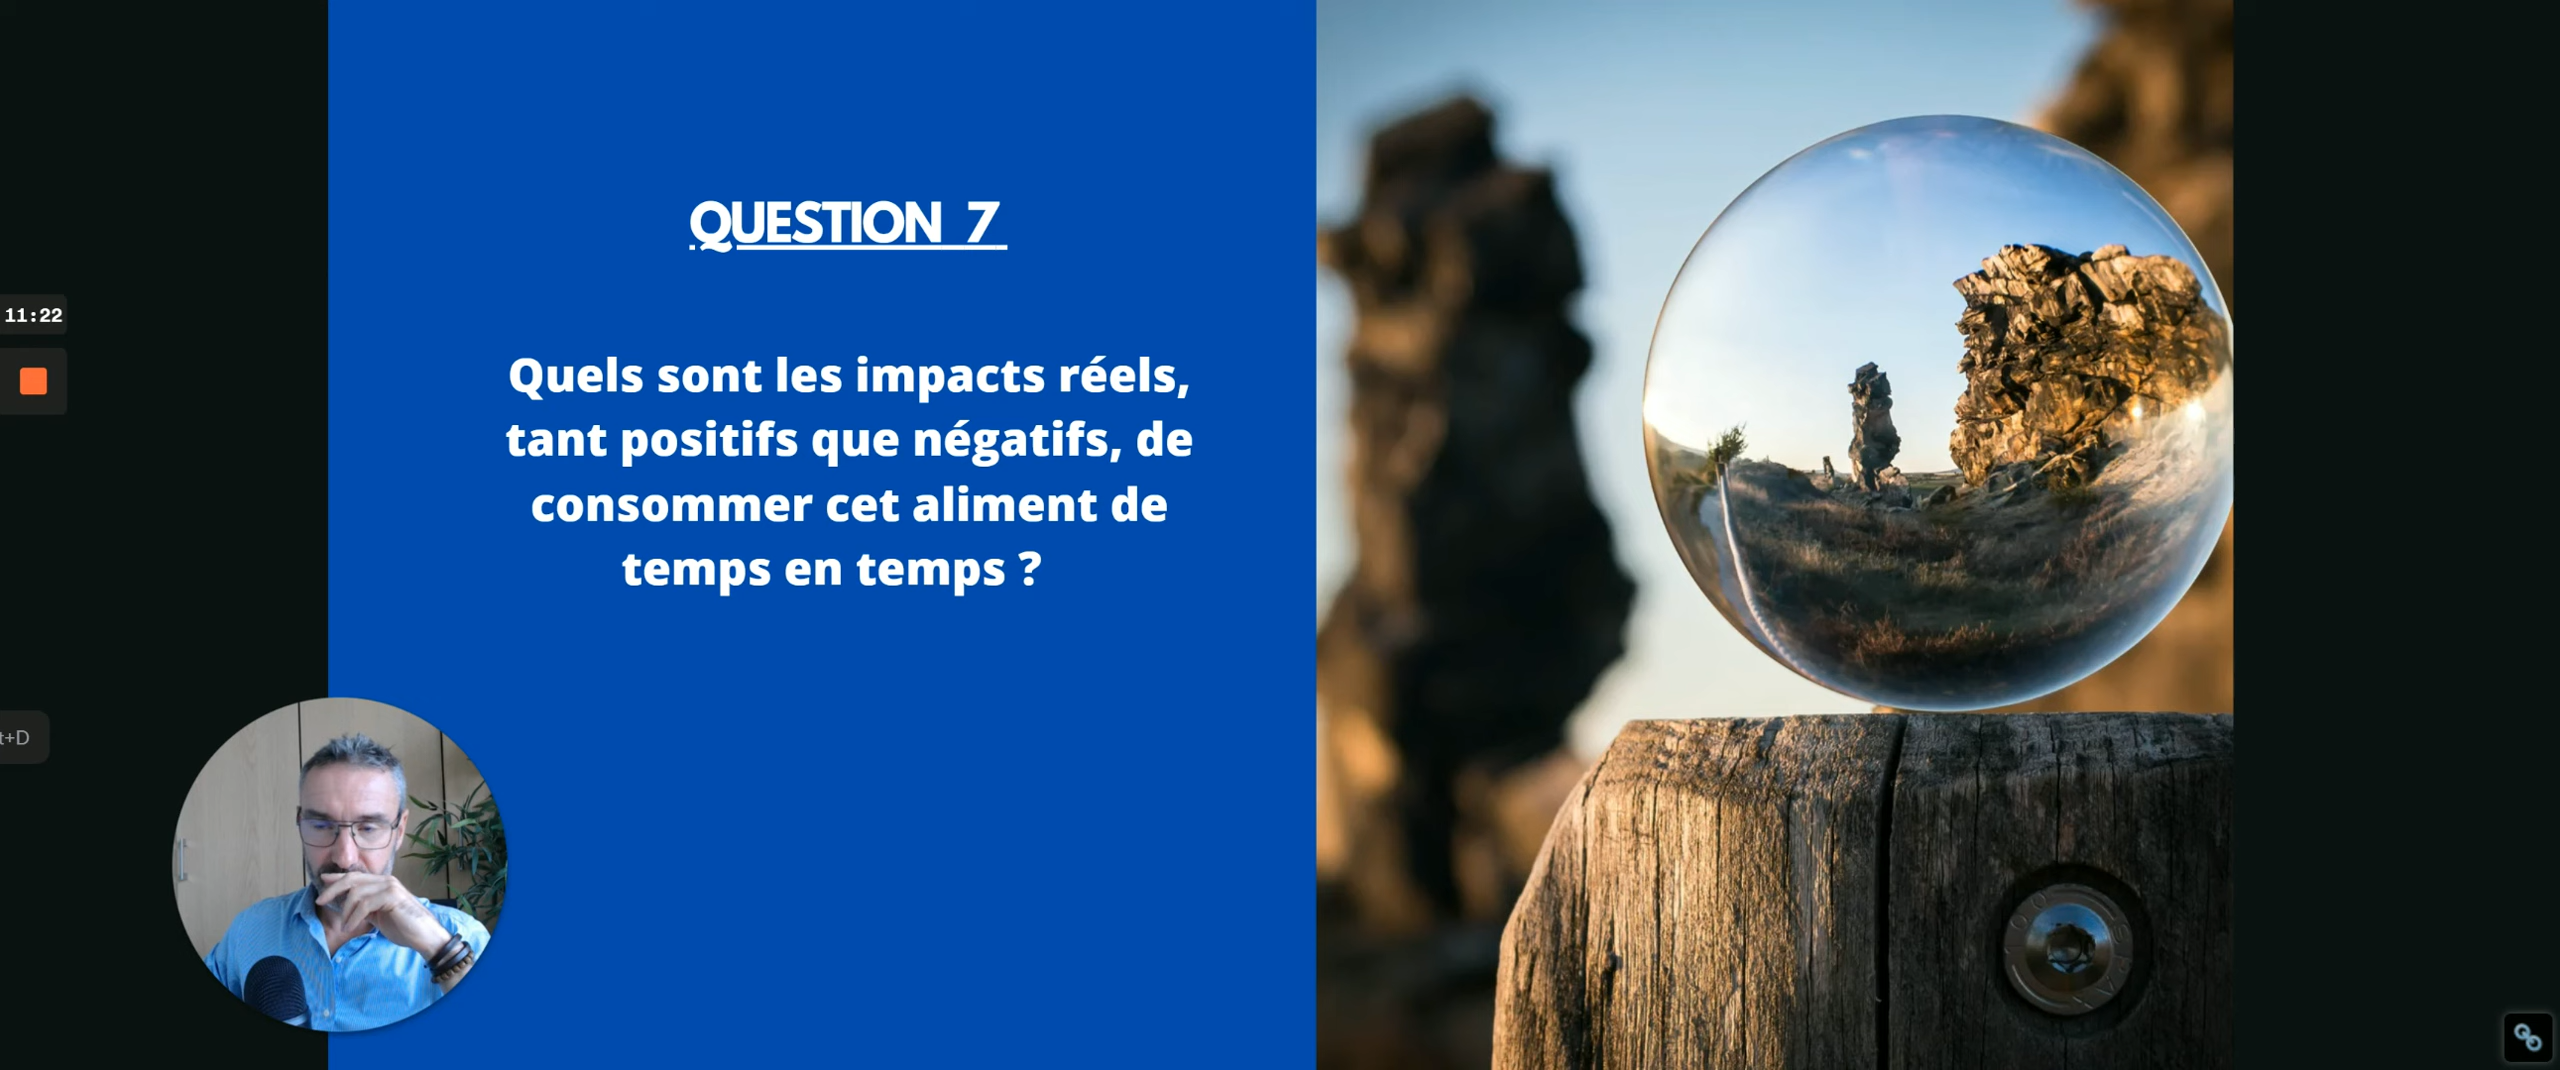 QUESTION 7
Quels sont les impacts réels,
tant positifs que négatifs, de
consommer cet aliment de
temps en temps ?
11:22
t+D